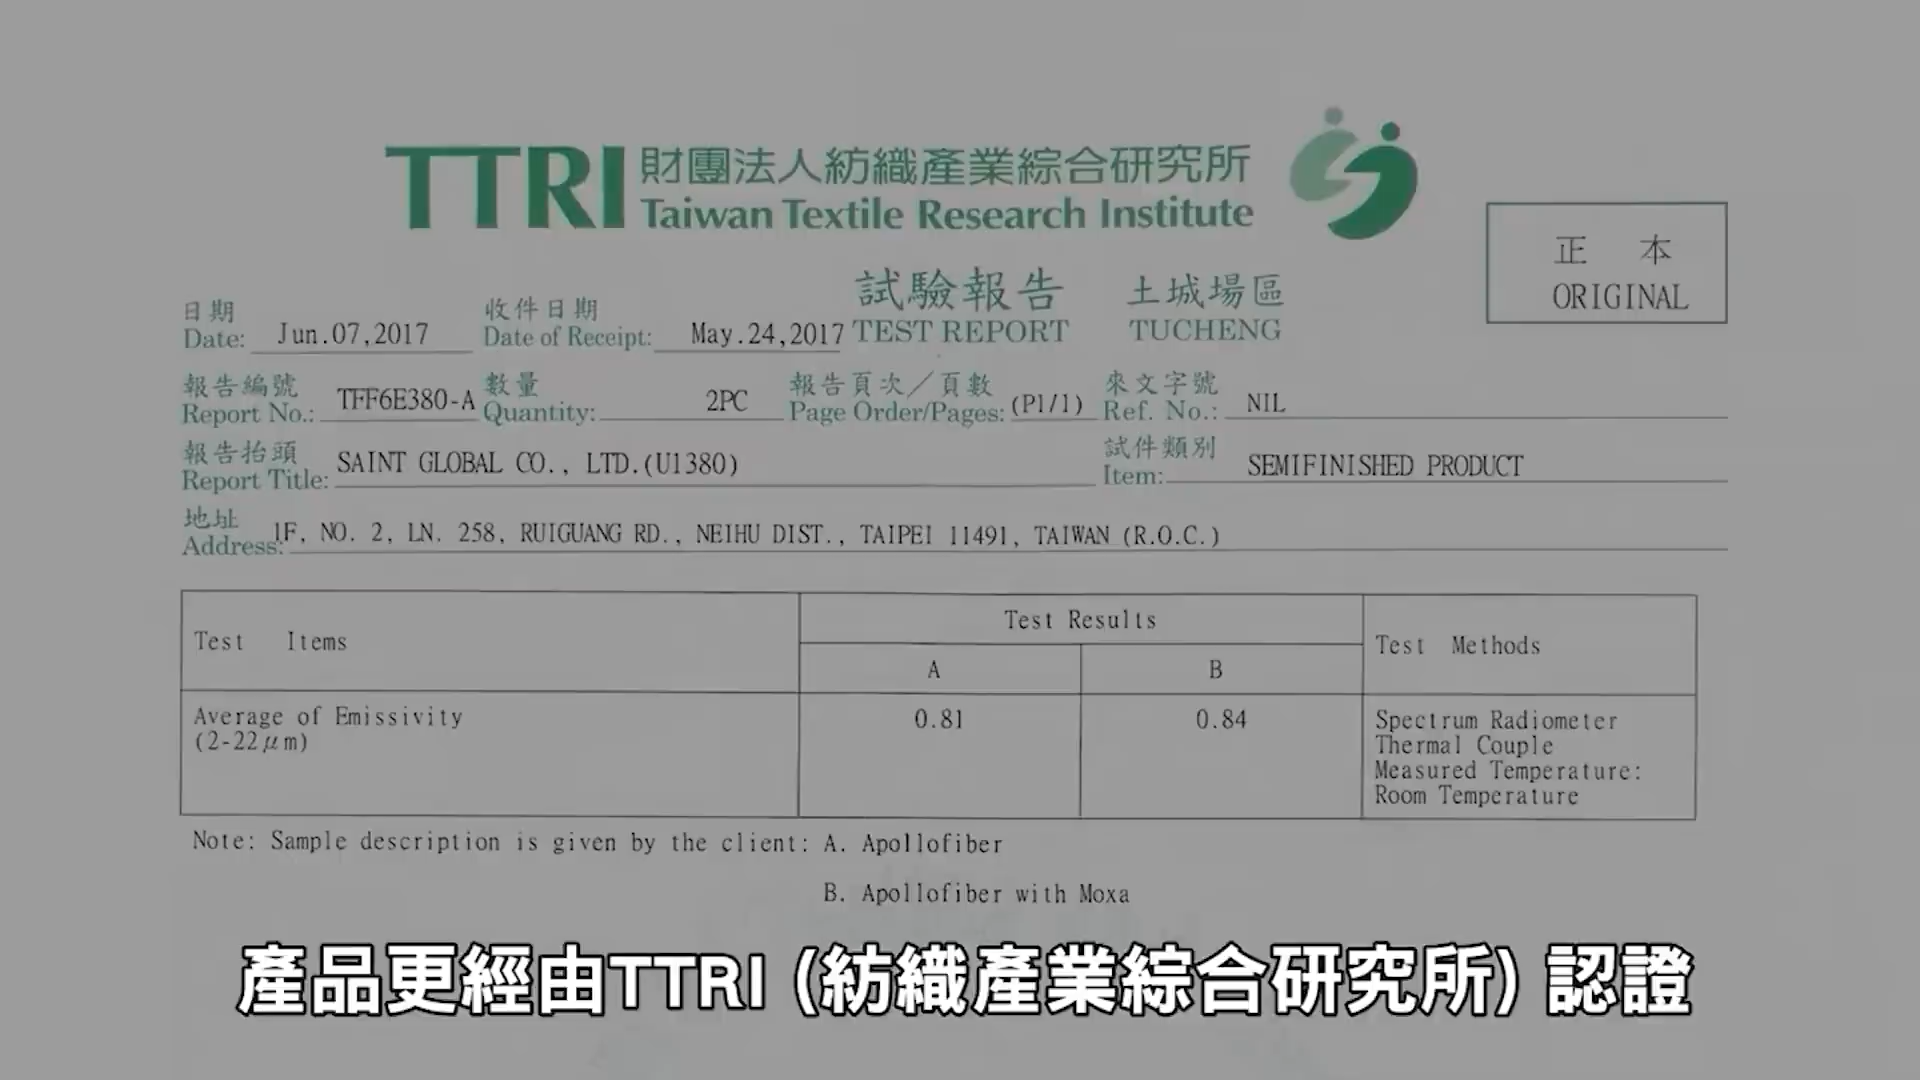 TTRI 財團法人紡織產業綜合研究所
Taiwan Textile Research Institute
正 本
ORIGINAL
試驗報告 土城場區
TEST REPORT TUCHENG
日期 收件日期
Date: Jun.07,2017 Date of Receipt: May.24,2017
報告編號 數量 報告頁次／頁數 來文字號
Report No.: TFF6E380-A Quantity: 2PC Page Order/Pages: (P1/1) Ref. No.: NIL
報告抬頭 試件類別
Report Title: SAINT GLOBAL CO., LTD.(U1380) Item: SEMIFINISHED PRODUCT
地址
Address: 1F, NO. 2, LN. 258, RUIGUANG RD., NEIHU DIST., TAIPEI 11491, TAIWAN (R.O.C.)
Test Items Test Results Test Methods
A B
Average of Emissivity 0.81 0.84 Spectrum Radiometer
(2-22μm) Thermal Couple
Measured Temperature:
Room Temperature
Note: Sample description is given by the client: A. Apollofiber
B. Apollofiber with Moxa
產品更經由TTRI (紡織產業綜合研究所) 認證